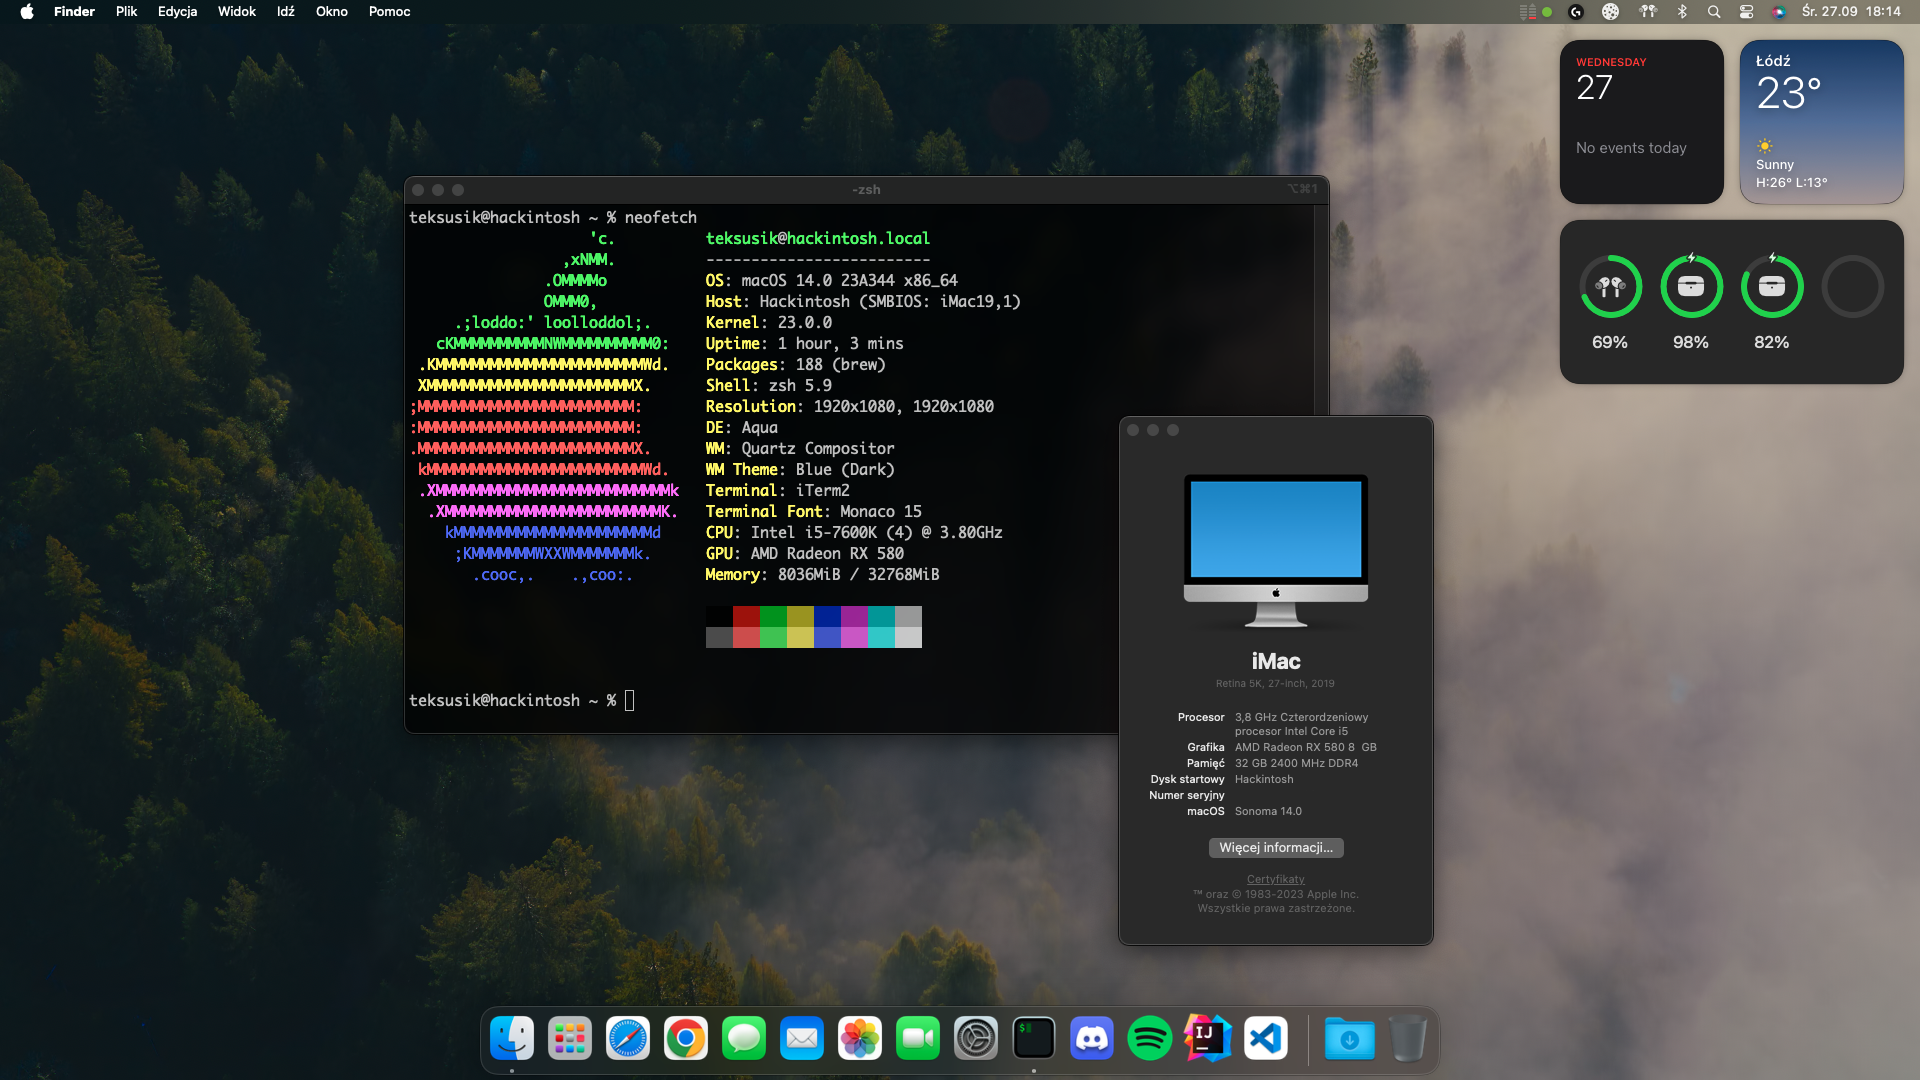 Finder Plik Edycja Widok Idź Okno Pomoc
Śr. 27.09 18:14
WEDNESDAY
27
No events today
Łódź
23°
Sunny
H:26° L:13°
69% 98% 82%
-zsh
⌥⌘1
teksusik@hackintosh ~ % neofetch
'c.
,xNMM.
.OMMMMo
OMMM0,
.;loddo:' loolloddol;.
cKMMMMMMMMMMNWMMMMMMMMMM0:
.KMMMMMMMMMMMMMMMMMMMMMMMWd.
XMMMMMMMMMMMMMMMMMMMMMMMX.
;MMMMMMMMMMMMMMMMMMMMMMMM:
:MMMMMMMMMMMMMMMMMMMMMMMM:
.MMMMMMMMMMMMMMMMMMMMMMMMX.
kMMMMMMMMMMMMMMMMMMMMMMMMWd.
.XMMMMMMMMMMMMMMMMMMMMMMMMMMk
.XMMMMMMMMMMMMMMMMMMMMMMMMK.
kMMMMMMMMMMMMMMMMMMMMMMd
;KMMMMMMMWXXWMMMMMMMk.
.cooc,. .,coo:.
teksusik@hackintosh.local
-------------------------
OS: macOS 14.0 23A344 x86_64
Host: Hackintosh (SMBIOS: iMac19,1)
Kernel: 23.0.0
Uptime: 1 hour, 3 mins
Packages: 188 (brew)
Shell: zsh 5.9
Resolution: 1920x1080, 1920x1080
DE: Aqua
WM: Quartz Compositor
WM Theme: Blue (Dark)
Terminal: iTerm2
Terminal Font: Monaco 15
CPU: Intel i5-7600K (4) @ 3.80GHz
GPU: AMD Radeon RX 580
Memory: 8036MiB / 32768MiB
teksusik@hackintosh ~ %
iMac
Retina 5K, 27-inch, 2019
Procesor 3,8 GHz Czterordzeniowy
procesor Intel Core i5
Grafika AMD Radeon RX 580 8 GB
Pamięć 32 GB 2400 MHz DDR4
Dysk startowy Hackintosh
Numer seryjny
macOS Sonoma 14.0
Więcej informacji...
Certyfikaty
™ oraz © 1983-2023 Apple Inc.
Wszystkie prawa zastrzeżone.
$
IJ